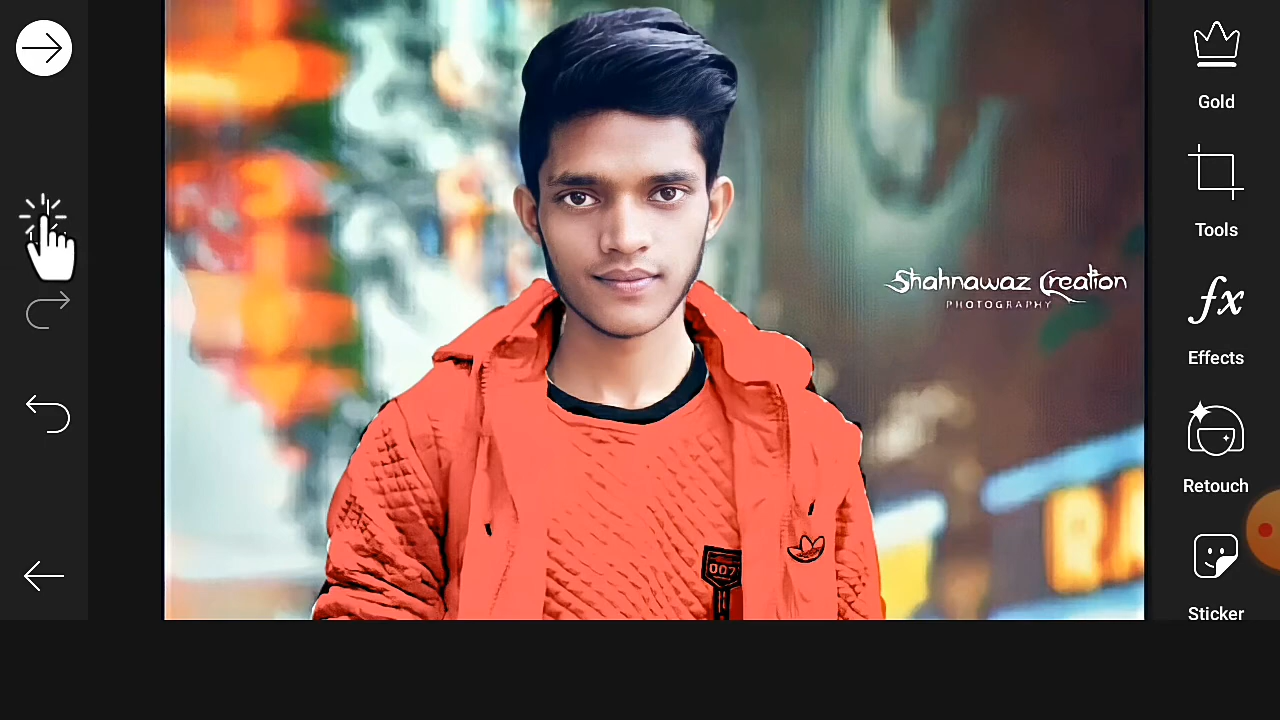 Gold
Tools
Effects
Retouch
Sticker
Shahnawaz Creation
PHOTOGRAPHY
007